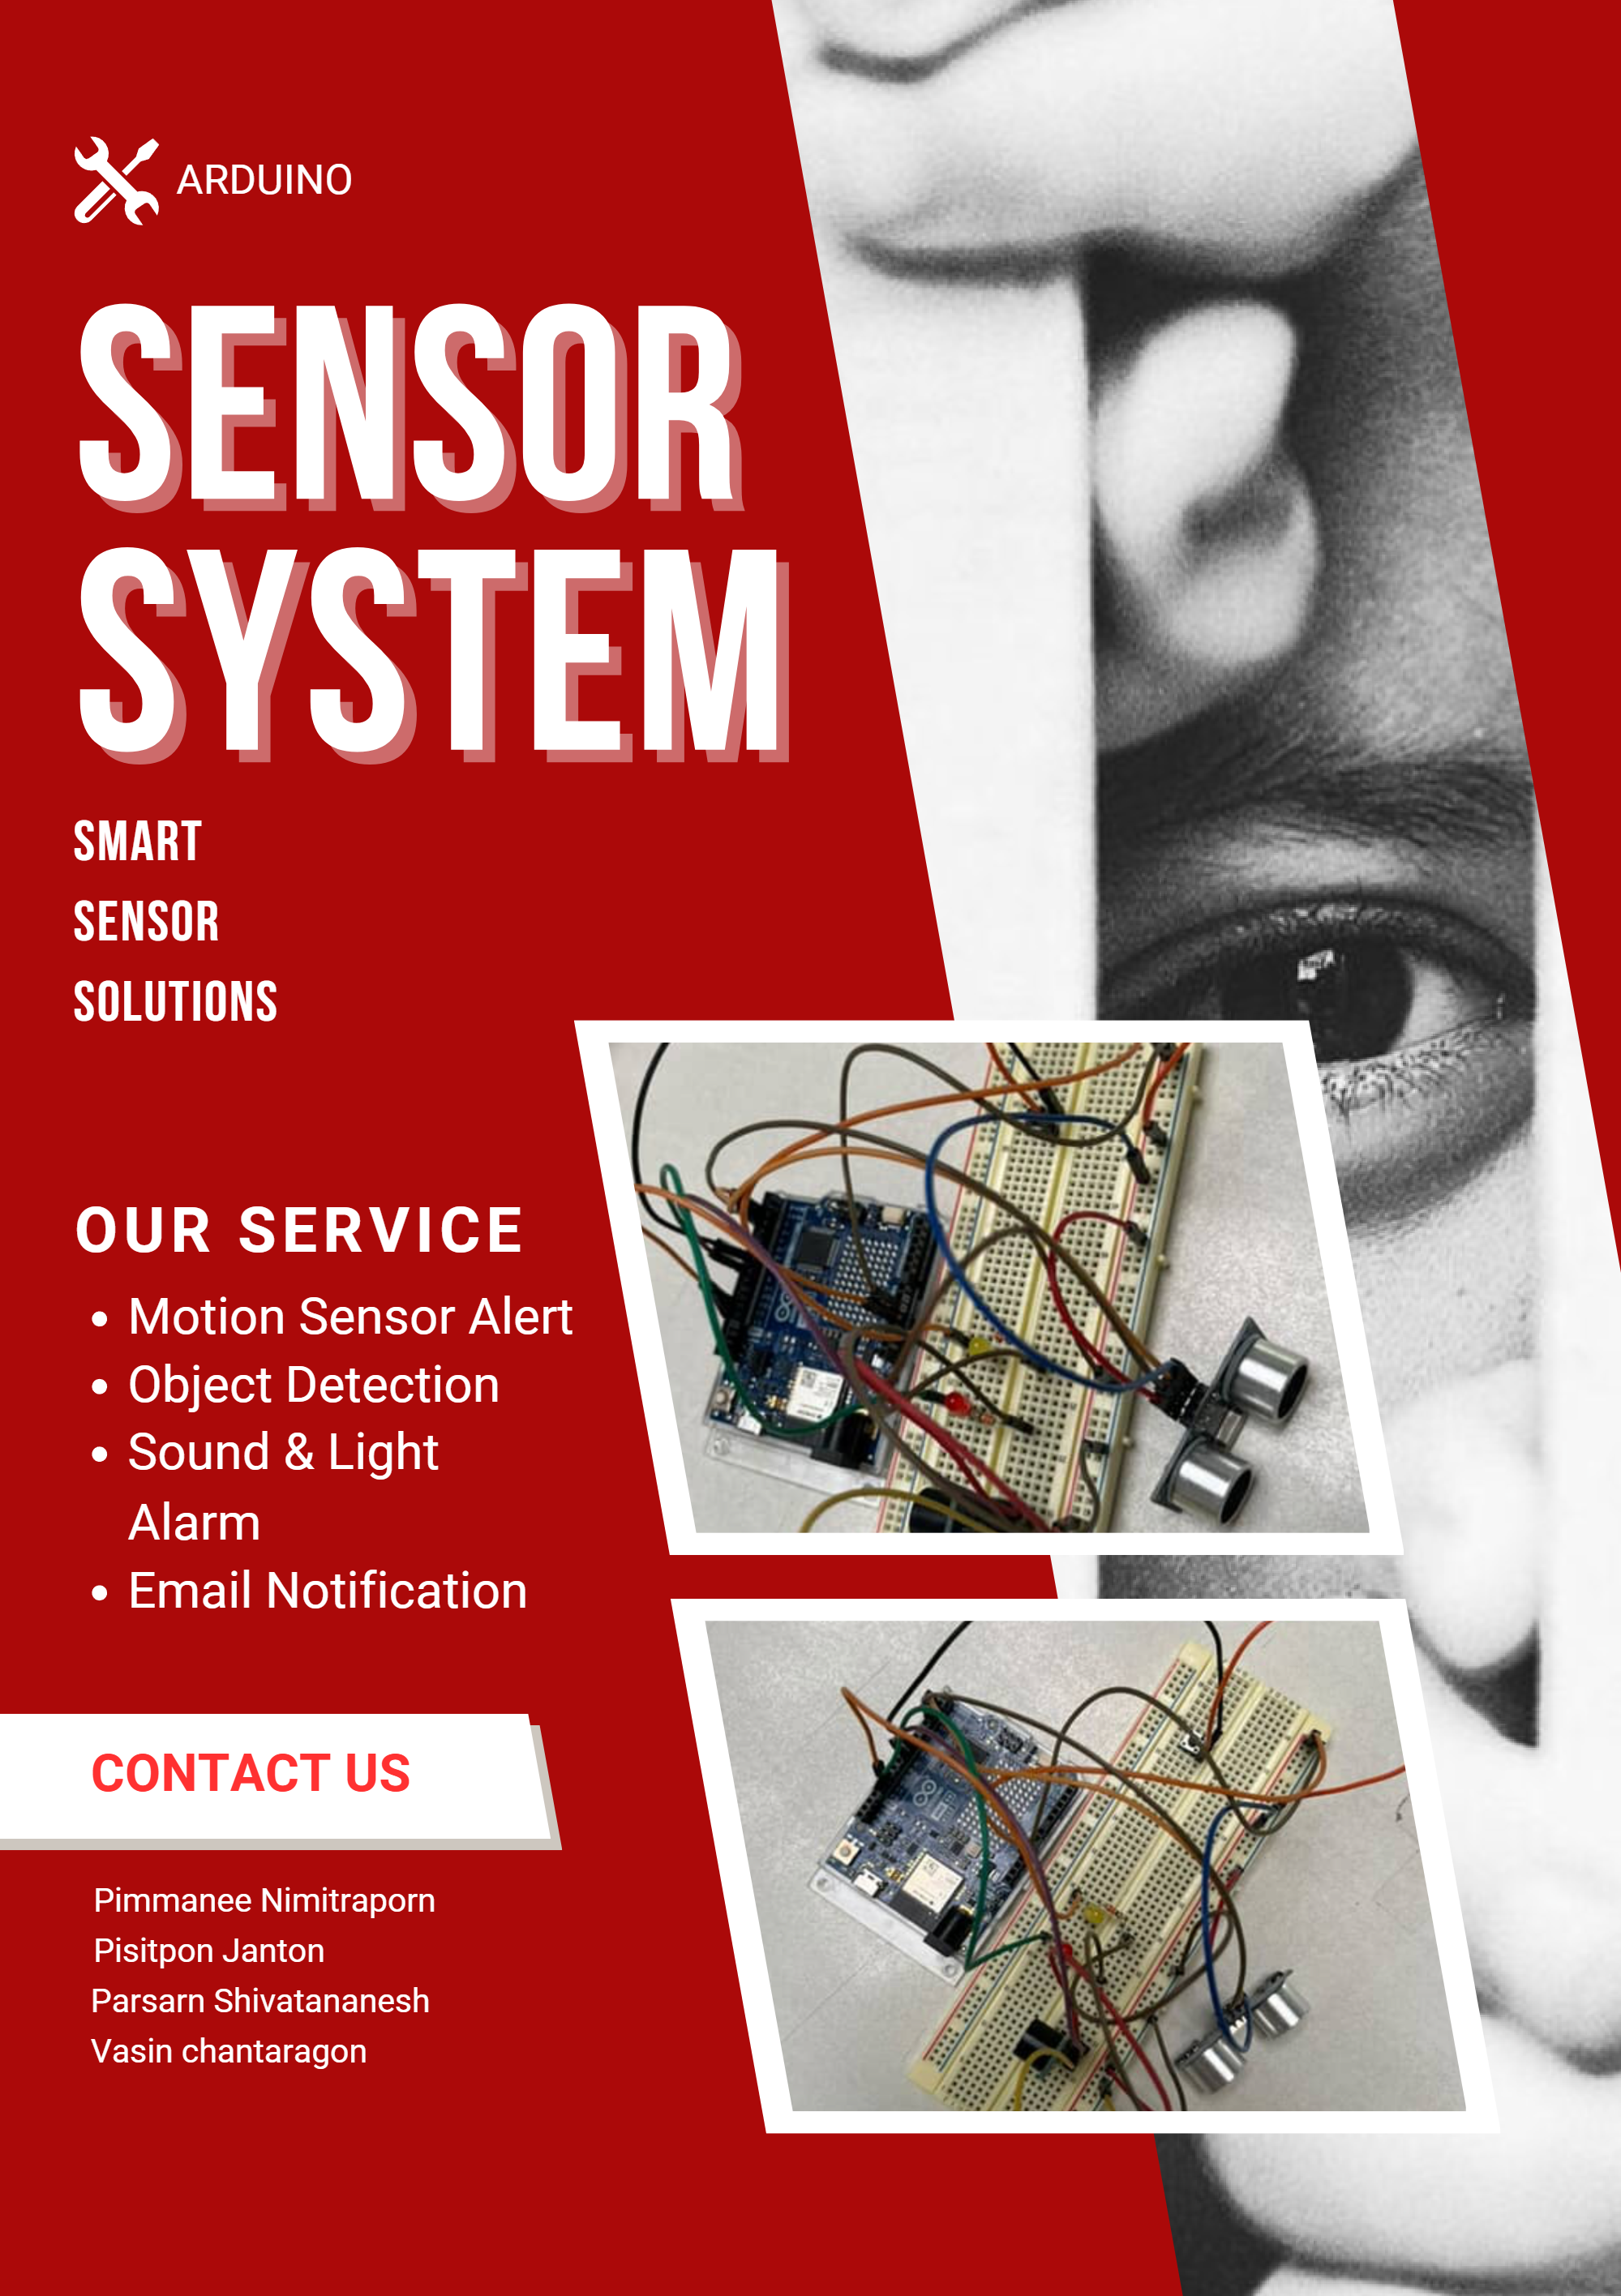 ARDUINO
SENSOR
SYSTEM
SMART
SENSOR
SOLUTIONS
OUR SERVICE
• Motion Sensor Alert
• Object Detection
• Sound & Light
Alarm
• Email Notification
CONTACT US
Pimmanee Nimitraporn
Pisitpon Janton
Parsarn Shivatananesh
Vasin chantaragon